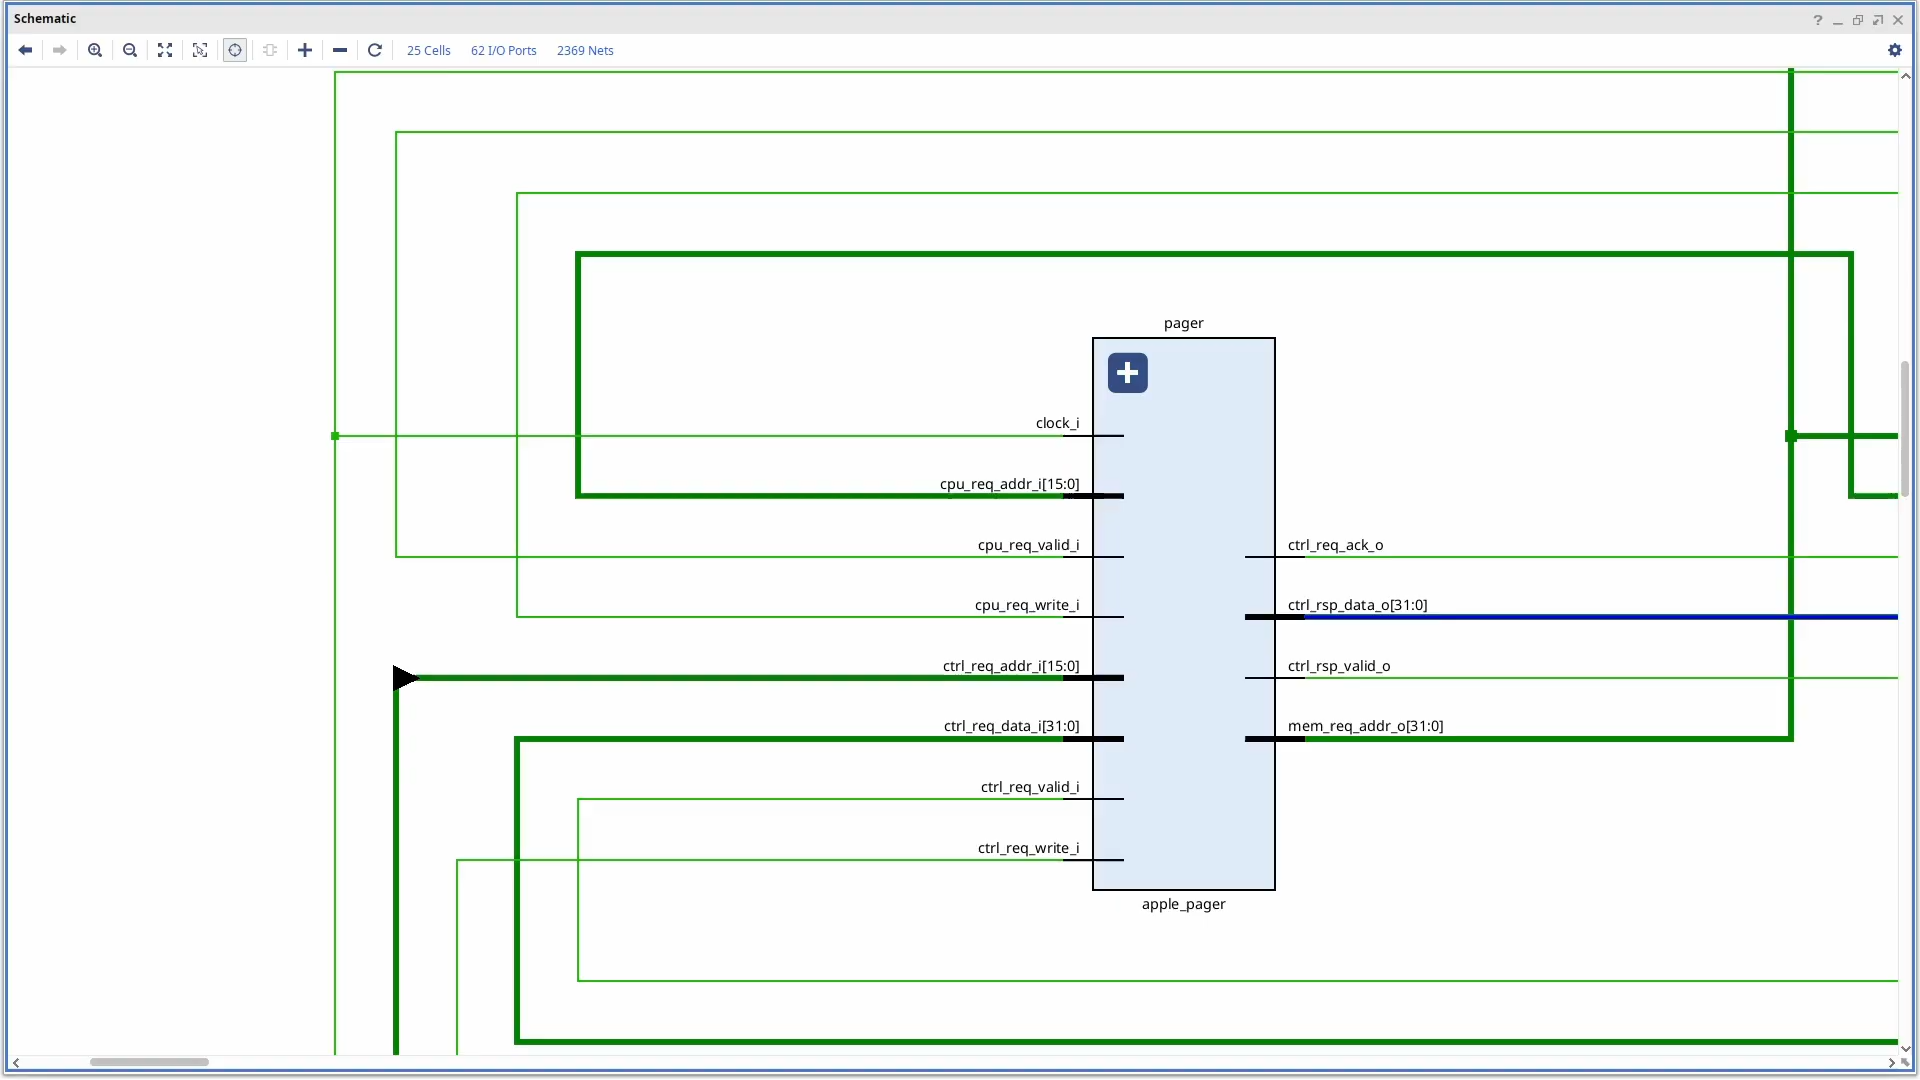 Schematic
25 Cells 62 I/O Ports 2369 Nets
pager
clock_i
cpu_req_addr_i[15:0]
cpu_req_valid_i
cpu_req_write_i
ctrl_req_addr_i[15:0]
ctrl_req_data_i[31:0]
ctrl_req_valid_i
ctrl_req_write_i
ctrl_req_ack_o
ctrl_rsp_data_o[31:0]
ctrl_rsp_valid_o
mem_req_addr_o[31:0]
apple_pager